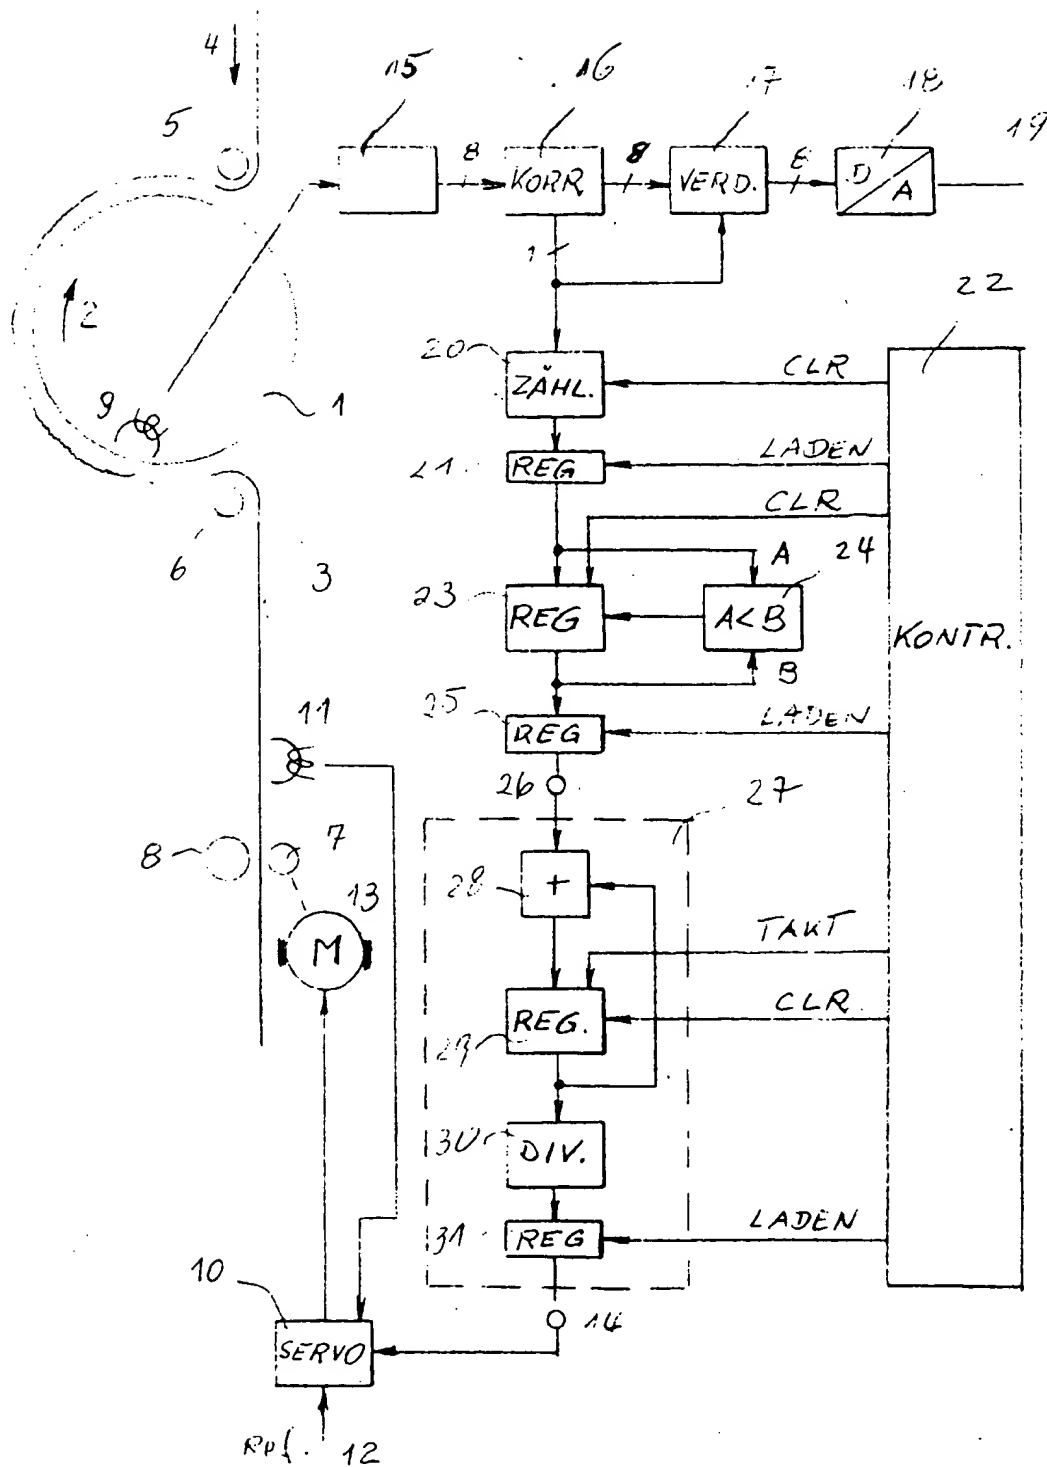 4
15
16
17
18
19
5
8
KORR
8
VERD.
8
D
A
1
2
22
20
CLR
ZÄHL.
9
1
LADEN
21
REG
CLR
6
3
A
24
23
REG
A<B
KONTR.
B
11
25
LADEN
REG
26
27
8
7
28
+
13
M
TAKT
REG.
CLR
29
30
DIV.
31
REG
LADEN
10
14
SERVO
Ref. 12